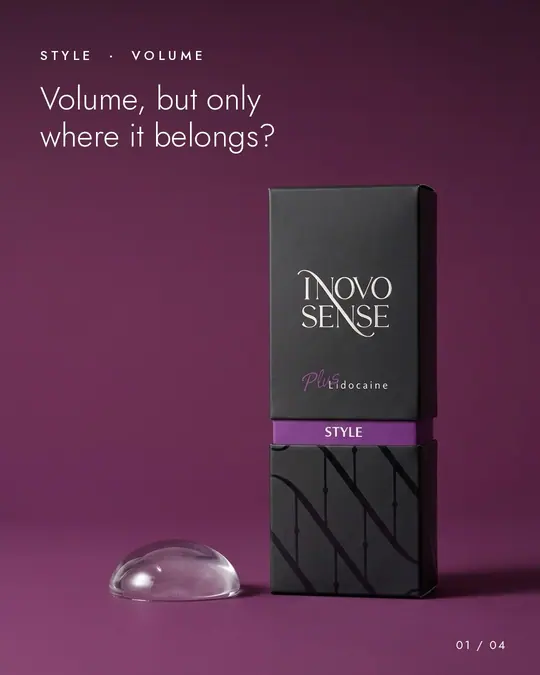 STYLE · VOLUME
Volume, but only
where it belongs?
INOVO
SENSE
Plus Lidocaine
STYLE
01 / 04